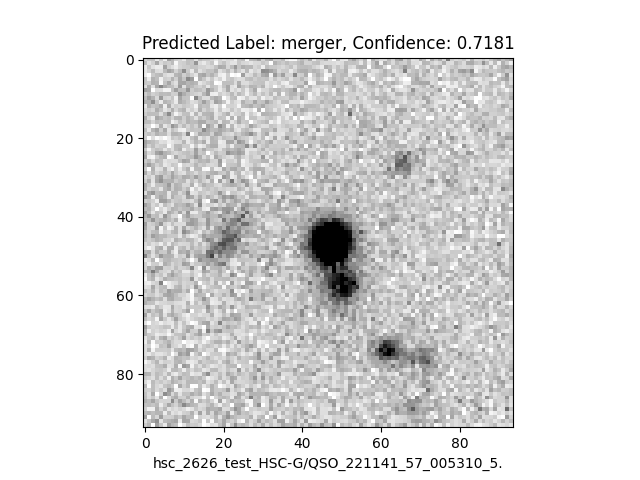 Predicted Label: merger, Confidence: 0.7181
0
20
40
60
80
0 20 40 60 80
hsc_2626_test_HSC-G/QSO_221141_57_005310_5.